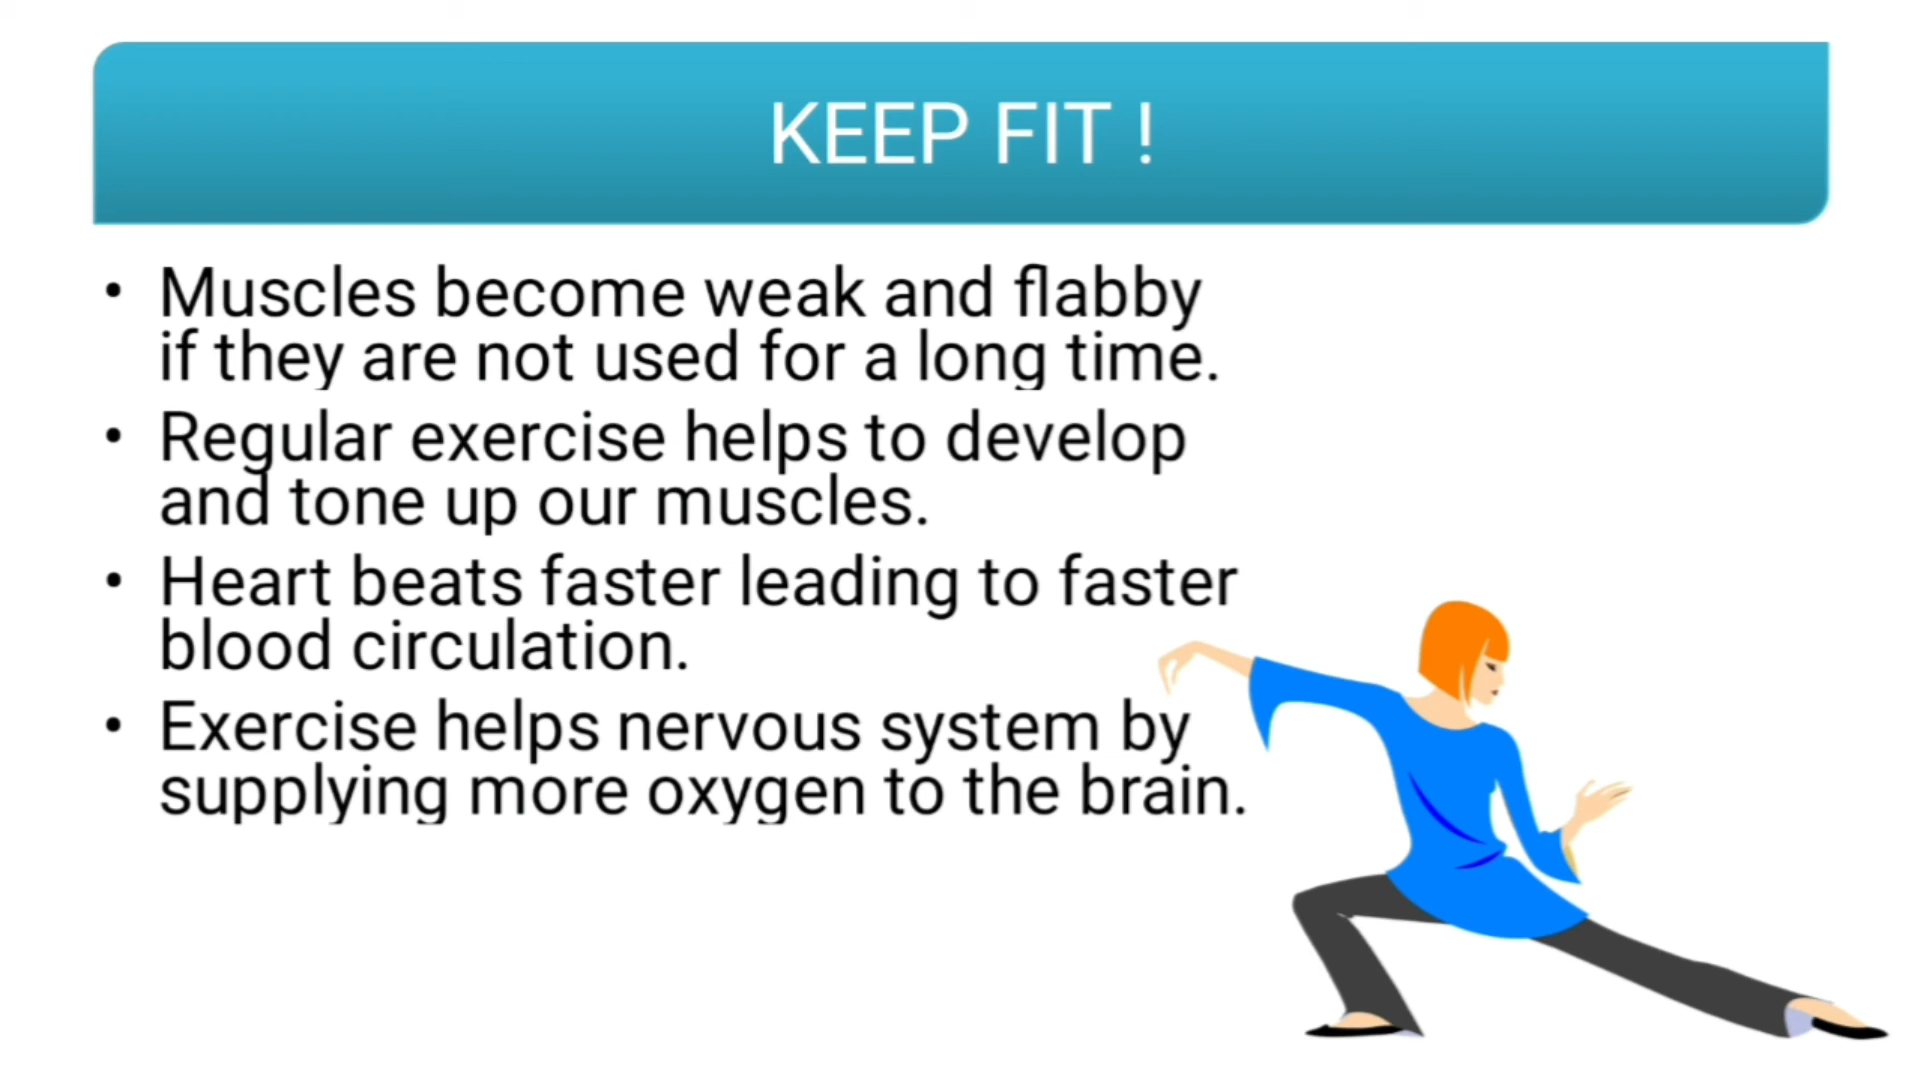 KEEP FIT !
• Muscles become weak and flabby
if they are not used for a long time.
• Regular exercise helps to develop
and tone up our muscles.
• Heart beats faster leading to faster
blood circulation.
• Exercise helps nervous system by
supplying more oxygen to the brain.